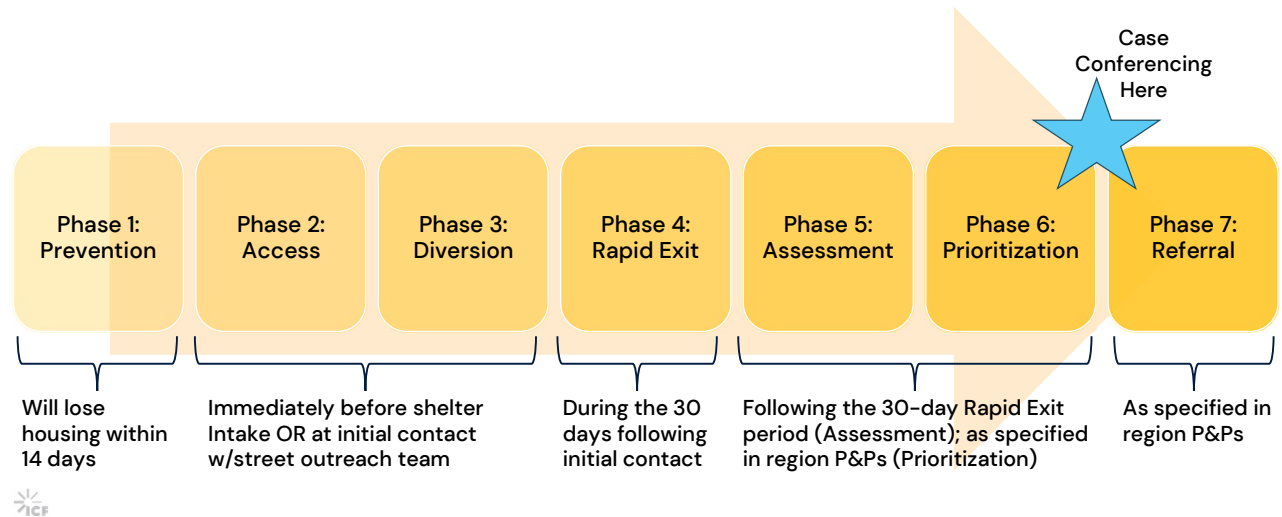 Case
Conferencing
Here
Phase 1:
Prevention
Phase 2:
Access
Phase 3:
Diversion
Phase 4:
Rapid Exit
Phase 5:
Assessment
Phase 6:
Prioritization
Phase 7:
Referral
Will lose
housing within
14 days
Immediately before shelter
Intake OR at initial contact
w/street outreach team
During the 30
days following
initial contact
Following the 30-day Rapid Exit
period (Assessment); as specified
in region P&Ps (Prioritization)
As specified in
region P&Ps
ICF